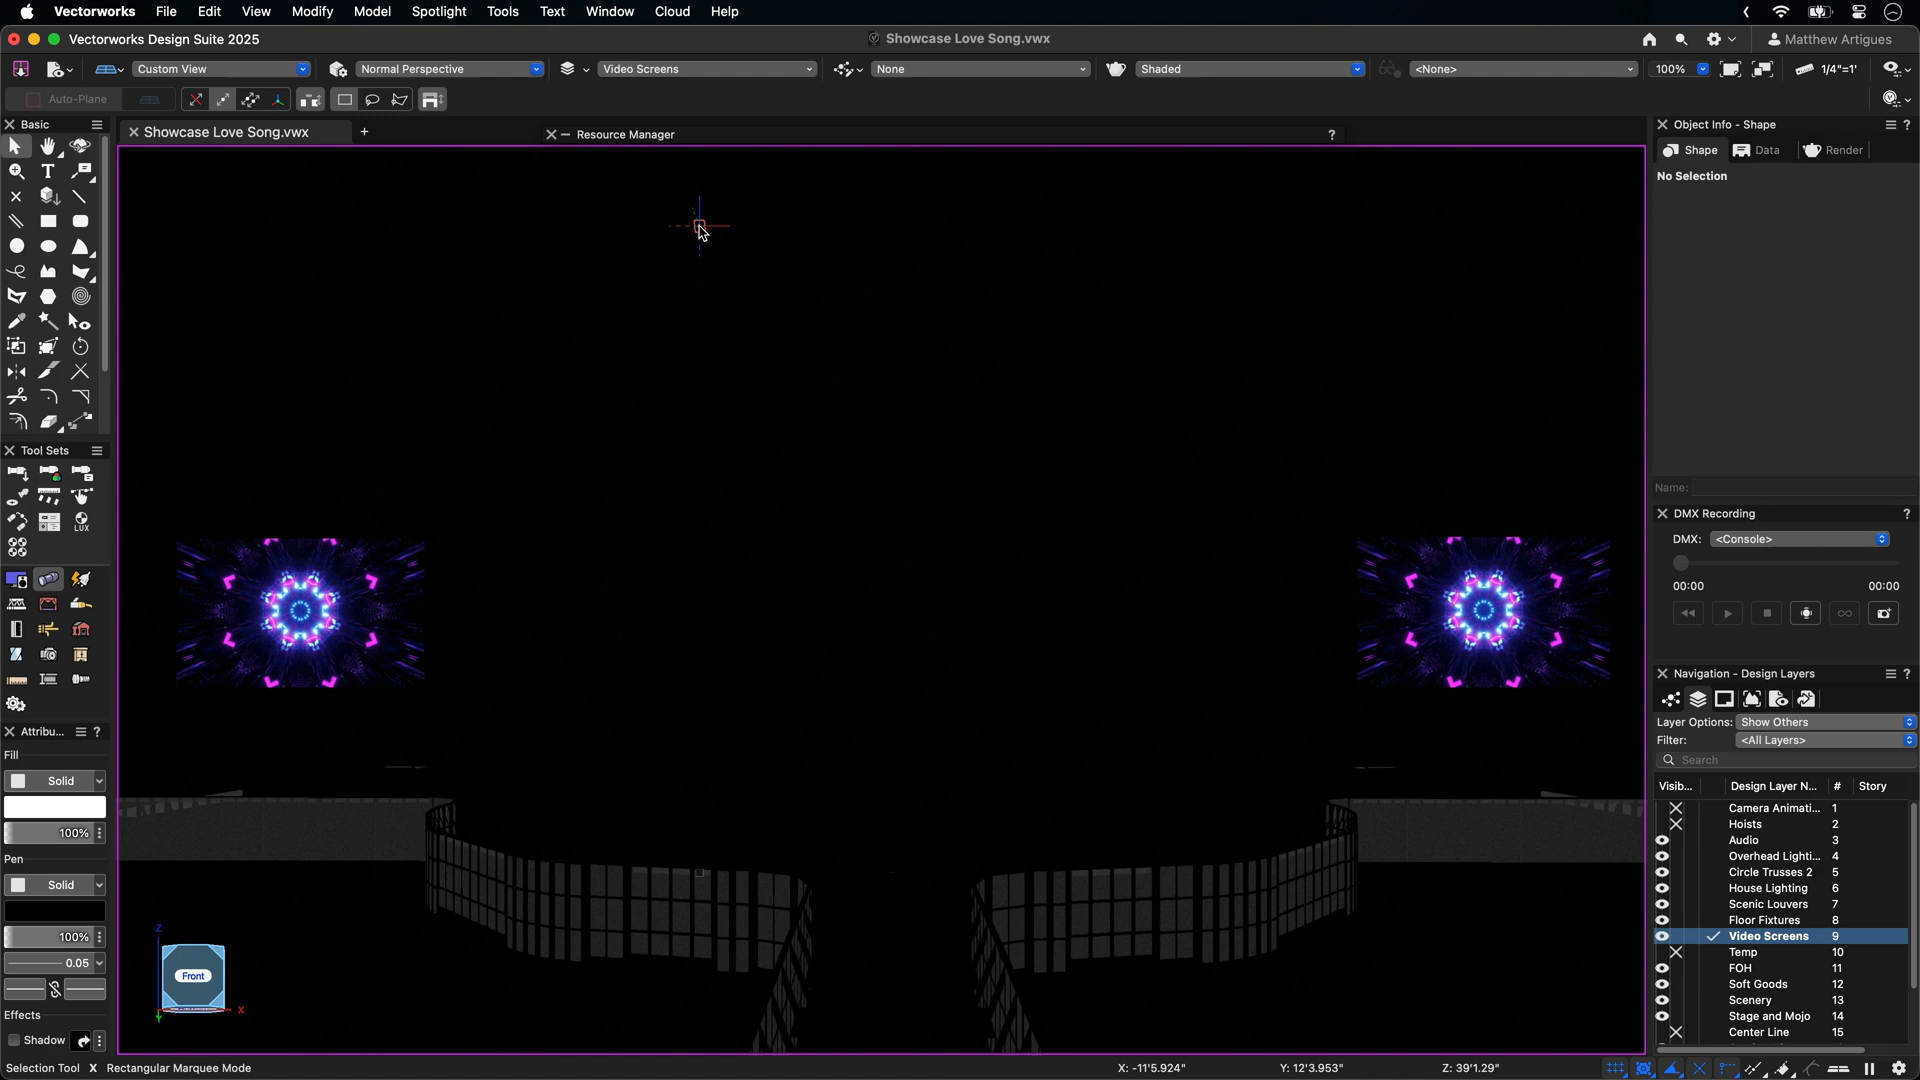 Vectorworks File Edit View Modify Model Spotlight Tools Text Window Cloud Help
Vectorworks Design Suite 2025
Showcase Love Song.vwx
Matthew Artigues
Custom View
Normal Perspective
Video Screens
None
Shaded
<None>
100%
1/4"=1'
Auto-Plane
Basic
Showcase Love Song.vwx
Resource Manager
?
Object Info - Shape
?
Shape
Data
Render
No Selection
Tool Sets
LUX
Name:
DMX Recording
?
DMX: <Console>
00:00
00:00
Navigation - Design Layers
?
Layer Options: Show Others
Filter: <All Layers>
Search
Visib... Design Layer N... # Story
Camera Animati... 1
Hoists 2
Audio 3
Overhead Lighti... 4
Circle Trusses 2 5
House Lighting 6
Scenic Louvers 7
Floor Fixtures 8
Video Screens 9
Temp 10
FOH 11
Soft Goods 12
Scenery 13
Stage and Mojo 14
Center Line 15
Attribu... ?
Fill
Solid
100%
Pen
Solid
100%
0.05
Effects
Shadow
Z
Front
X
Y
Selection Tool X Rectangular Marquee Mode
X: -11'5.924"
Y: 12'3.953"
Z: 39'1.29"